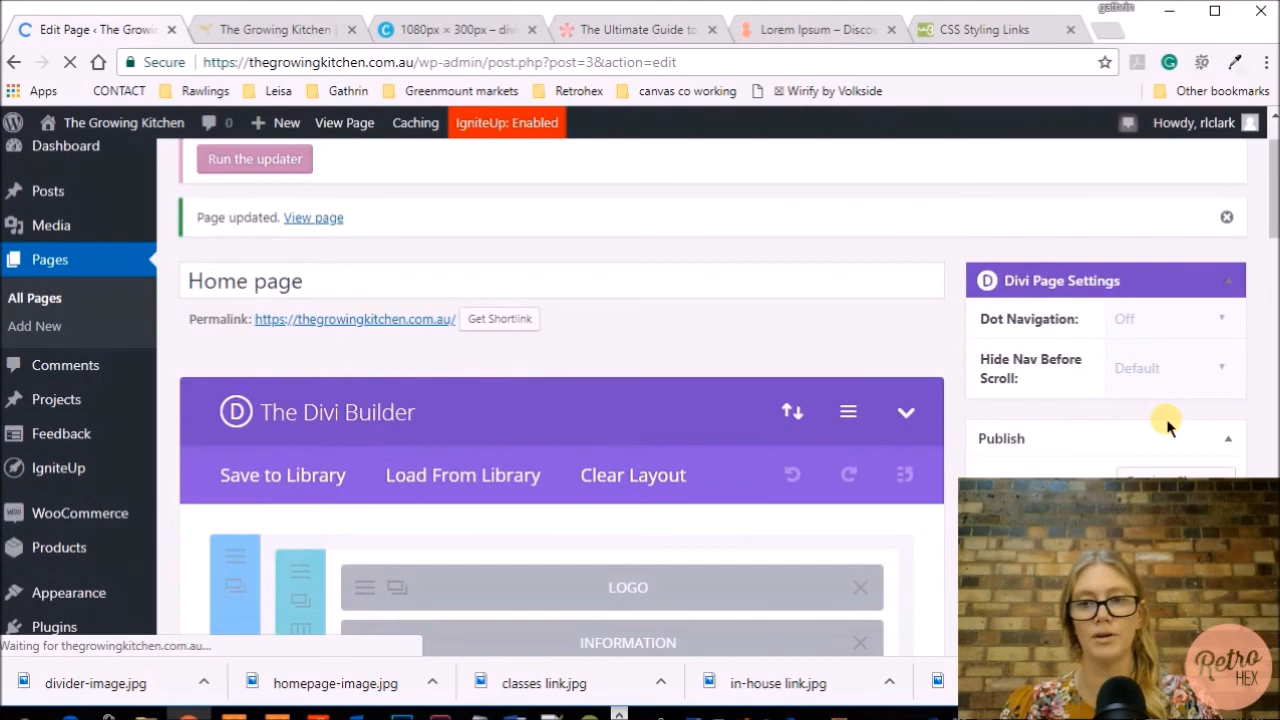 gathrin
Edit Page ‹ The Growin
The Growing Kitchen |
1080px × 300px – divi
The Ultimate Guide to
Lorem Ipsum – Discov
CSS Styling Links
Secure
https://thegrowingkitchen.com.au/wp-admin/post.php?post=3&action=edit
Apps
CONTACT
Rawlings
Leisa
Gathrin
Greenmount markets
Retrohex
canvas co working
Wirify by Volkside
Other bookmarks
The Growing Kitchen
0
New
View Page
Caching
IgniteUp: Enabled
Howdy, rlclark
Dashboard
Posts
Media
Pages
All Pages
Add New
Comments
Projects
Feedback
IgniteUp
WooCommerce
Products
Appearance
Plugins
Run the updater
Page updated. View page
Home page
Permalink: https://thegrowingkitchen.com.au/
Get Shortlink
D The Divi Builder
Save to Library
Load From Library
Clear Layout
LOGO
INFORMATION
D Divi Page Settings
Dot Navigation:
Off
Hide Nav Before
Scroll:
Default
Publish
Waiting for thegrowingkitchen.com.au...
divider-image.jpg
homepage-image.jpg
classes link.jpg
in-house link.jpg
Retro
HEX